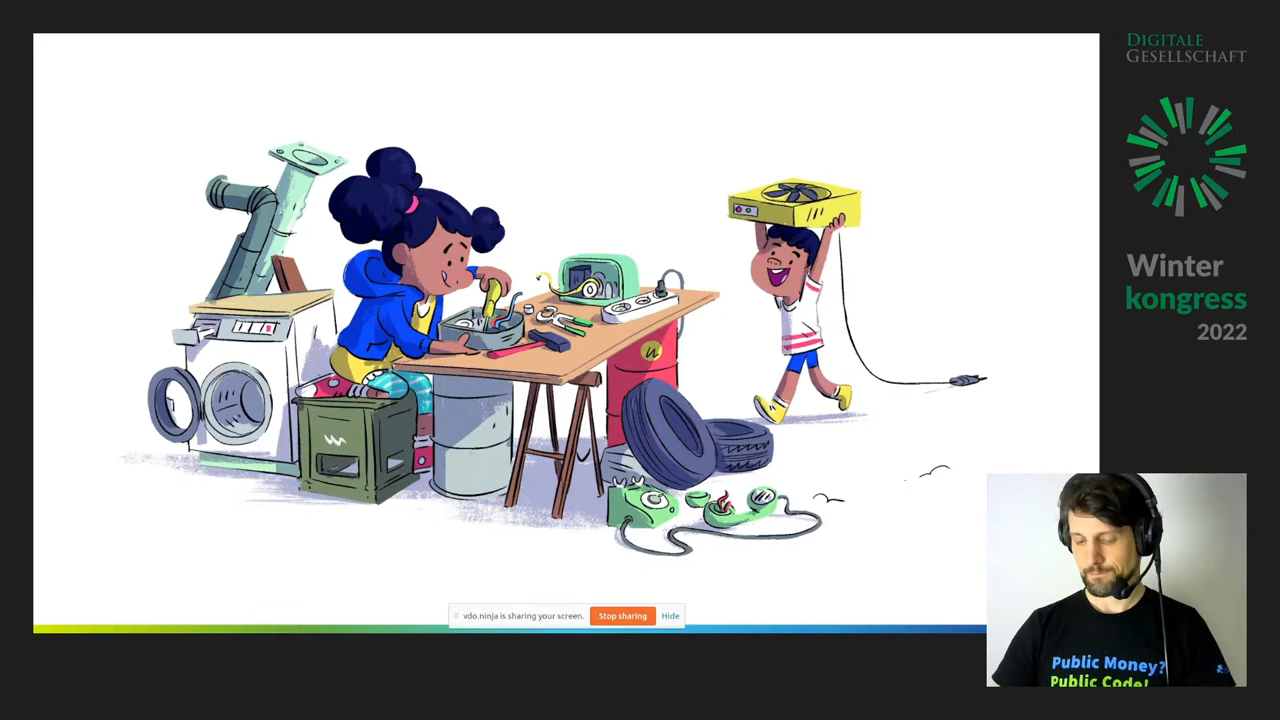 DIGITALE
GESELLSCHAFT
Winter
kongress
2022
vdo.ninja is sharing your screen.
Stop sharing
Hide
Public Money?
Public Code!